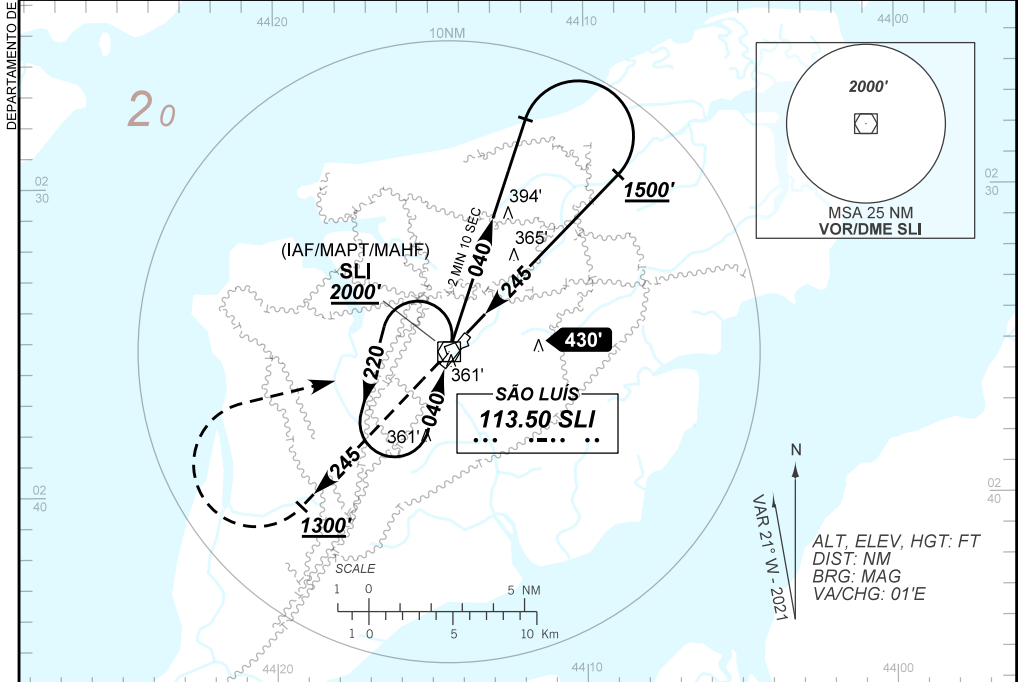 DEPARTAMENTO DE
44 20
44 10
44 00
10NM
2 0
2000'
MSA 25 NM
VOR/DME SLI
02
30
02
30
394'
1500'
365'
2 MIN 10 SEC
040
245
(IAF/MAPT/MAHF)
SLI
2000'
430'
220
361'
040
361'
SÃO LUÍS
113.50 SLI
245
1300'
02
40
02
40
N
VAR 21° W - 2021
ALT, ELEV, HGT: FT
DIST: NM
BRG: MAG
VA/CHG: 01'E
SCALE
1 0 5 NM
1 0 5 10 Km
44 20
44 10
44 00